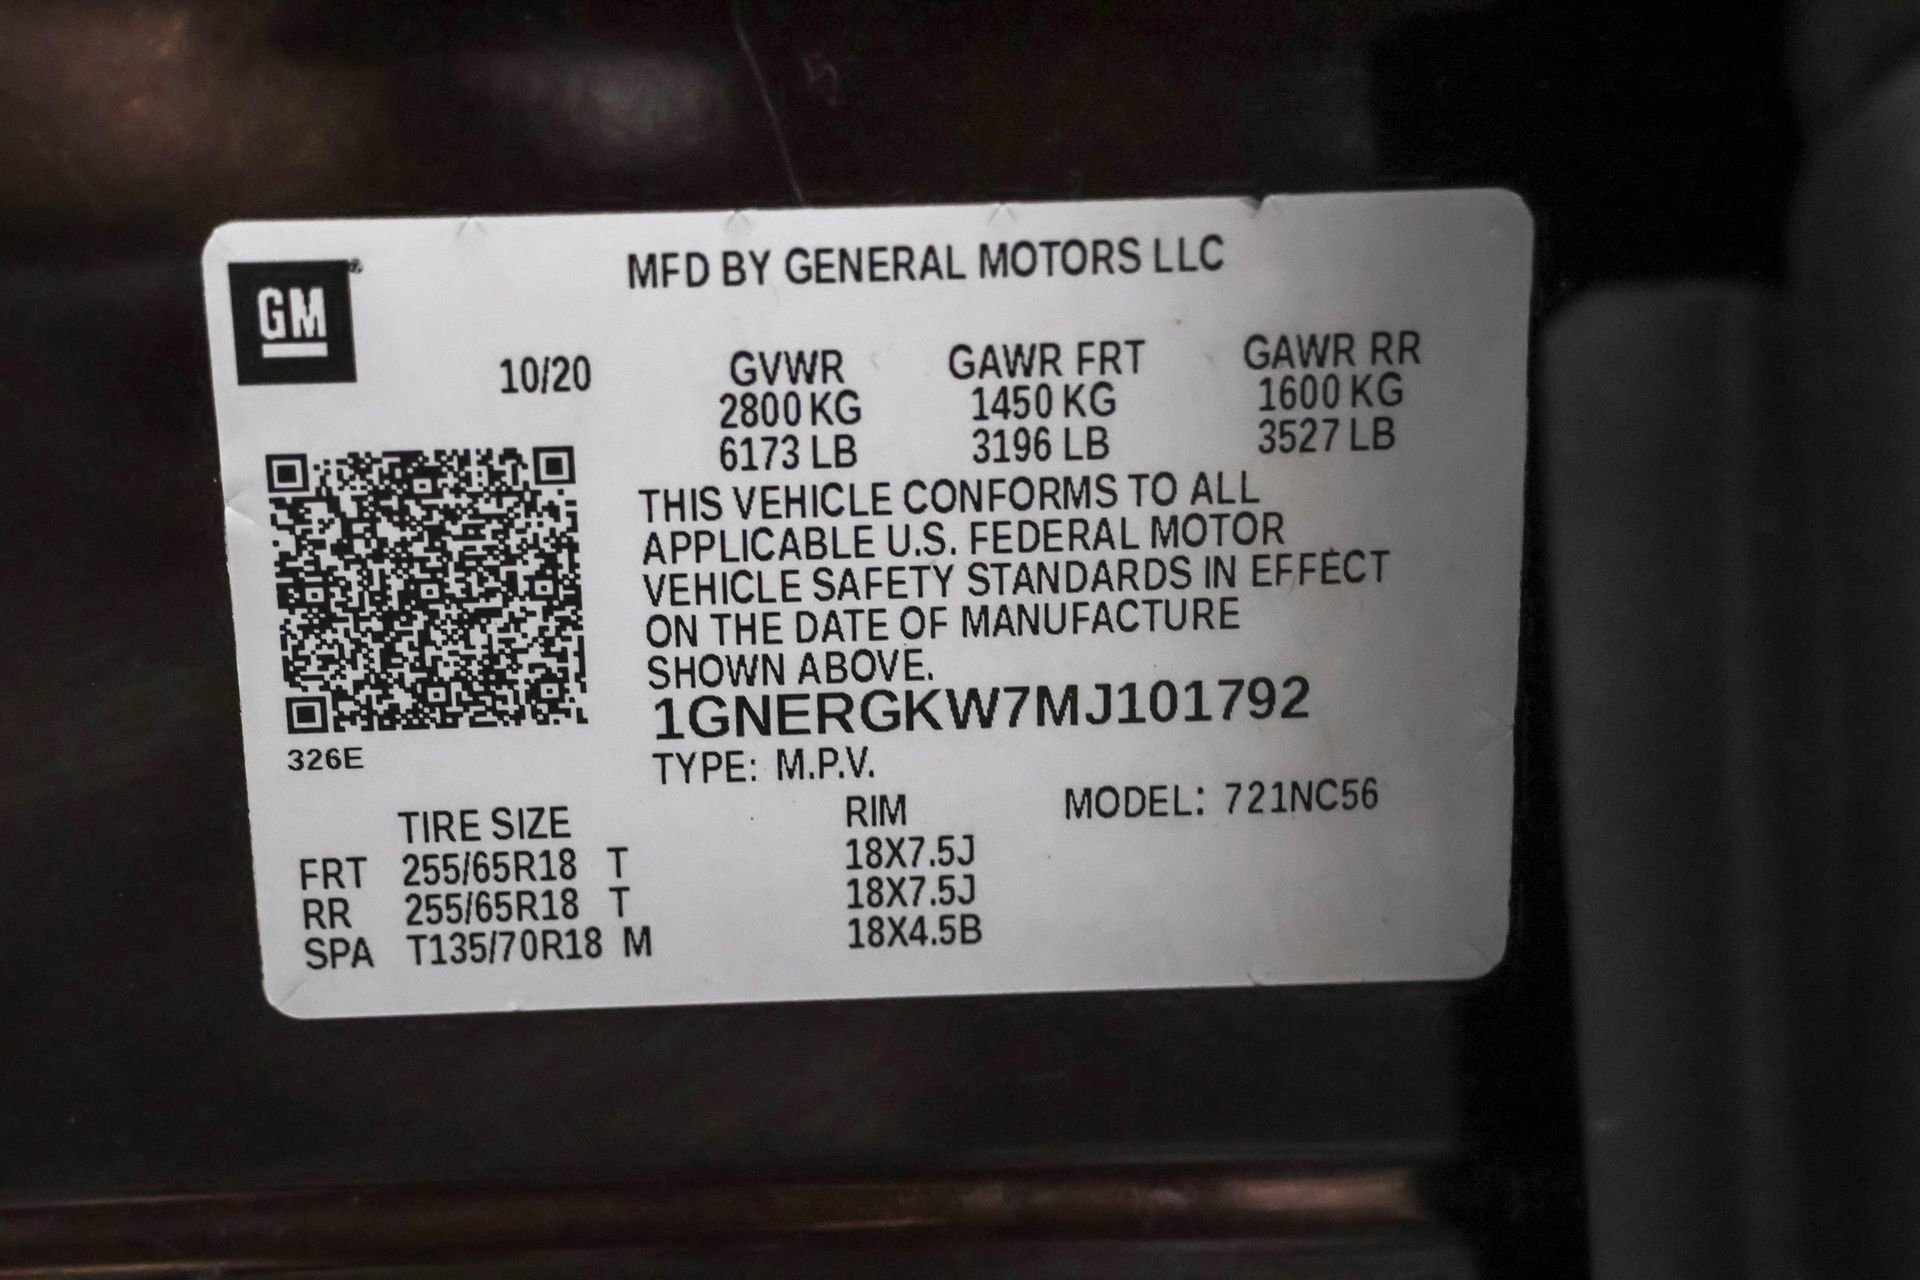 GM
MFD BY GENERAL MOTORS LLC
10/20 GVWR GAWR FRT GAWR RR
2800 KG 1450 KG 1600 KG
6173 LB 3196 LB 3527 LB
THIS VEHICLE CONFORMS TO ALL
APPLICABLE U.S. FEDERAL MOTOR
VEHICLE SAFETY STANDARDS IN EFFECT
ON THE DATE OF MANUFACTURE
SHOWN ABOVE.
1GNERGKW7MJ101792
326E
TYPE: M.P.V.
TIRE SIZE RIM MODEL: 721NC56
FRT 255/65R18 T 18X7.5J
RR 255/65R18 T 18X7.5J
SPA T135/70R18 M 18X4.5B